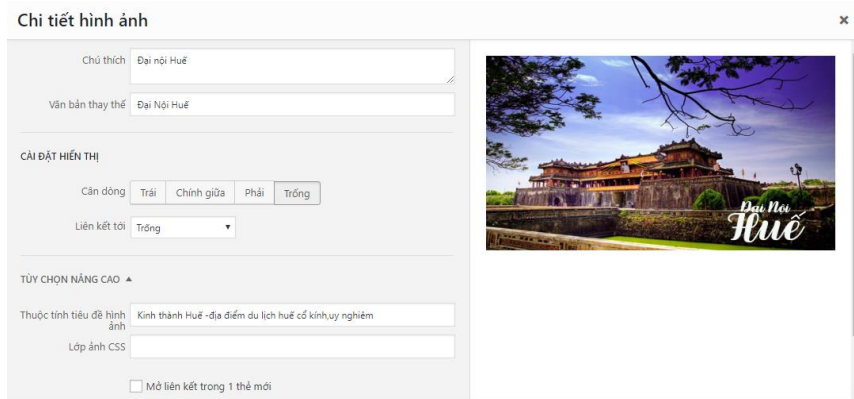 Chi tiết hình ảnh
Chú thích Đại nội Huế
Văn bản thay thế Đại Nội Huế
CÀI ĐẶT HIỂN THỊ
Căn dòng Trái Chính giữa Phải Trống
Liên kết tới Trống
TÙY CHỌN NÂNG CAO
Thuộc tính tiêu đề hình ảnh Kinh thành Huế -địa điểm du lịch huế cổ kính,uy nghiêm
Lớp ảnh CSS
Mở liên kết trong 1 thẻ mới
Đại Nội
Huế